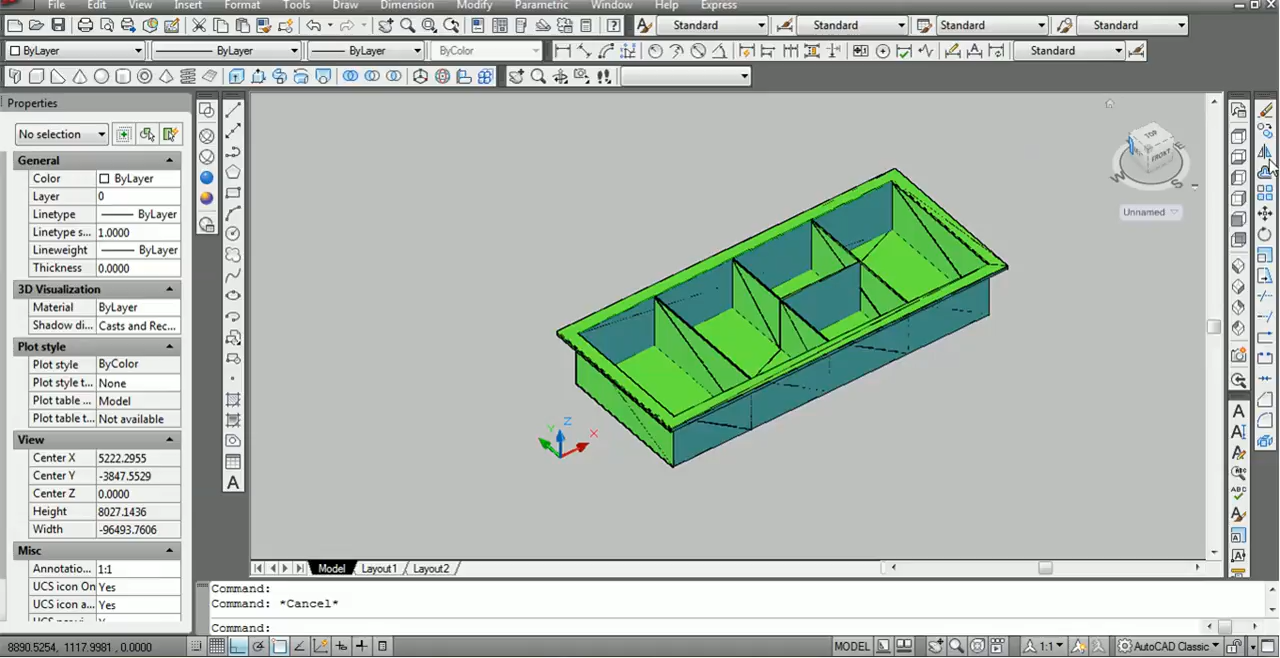 File Edit View Insert Format Tools Draw Dimension Modify Parametric Window Help Express
Standard Standard Standard Standard
ByLayer ByLayer ByLayer ByColor Standard
Properties
No selection
General
Color ByLayer
Layer 0
Linetype ByLayer
Linetype s... 1.0000
Lineweight ByLayer
Thickness 0.0000
3D Visualization
Material ByLayer
Shadow di... Casts and Rec...
Plot style
Plot style ByColor
Plot style t... None
Plot table ... Model
Plot table t... Not available
View
Center X 5222.2955
Center Y -3847.5529
Center Z 0.0000
Height 8027.1436
Width -96493.7606
Misc
Annotatio... 1:1
UCS icon On Yes
UCS icon a... Yes
TOP
FRONT
W S E
Unnamed
Z
Y X
A
A
ABC
Model Layout1 Layout2
Command:
Command: *Cancel*
Command:
8890.5254, 1117.9981 , 0.0000 MODEL 1:1 AutoCAD Classic